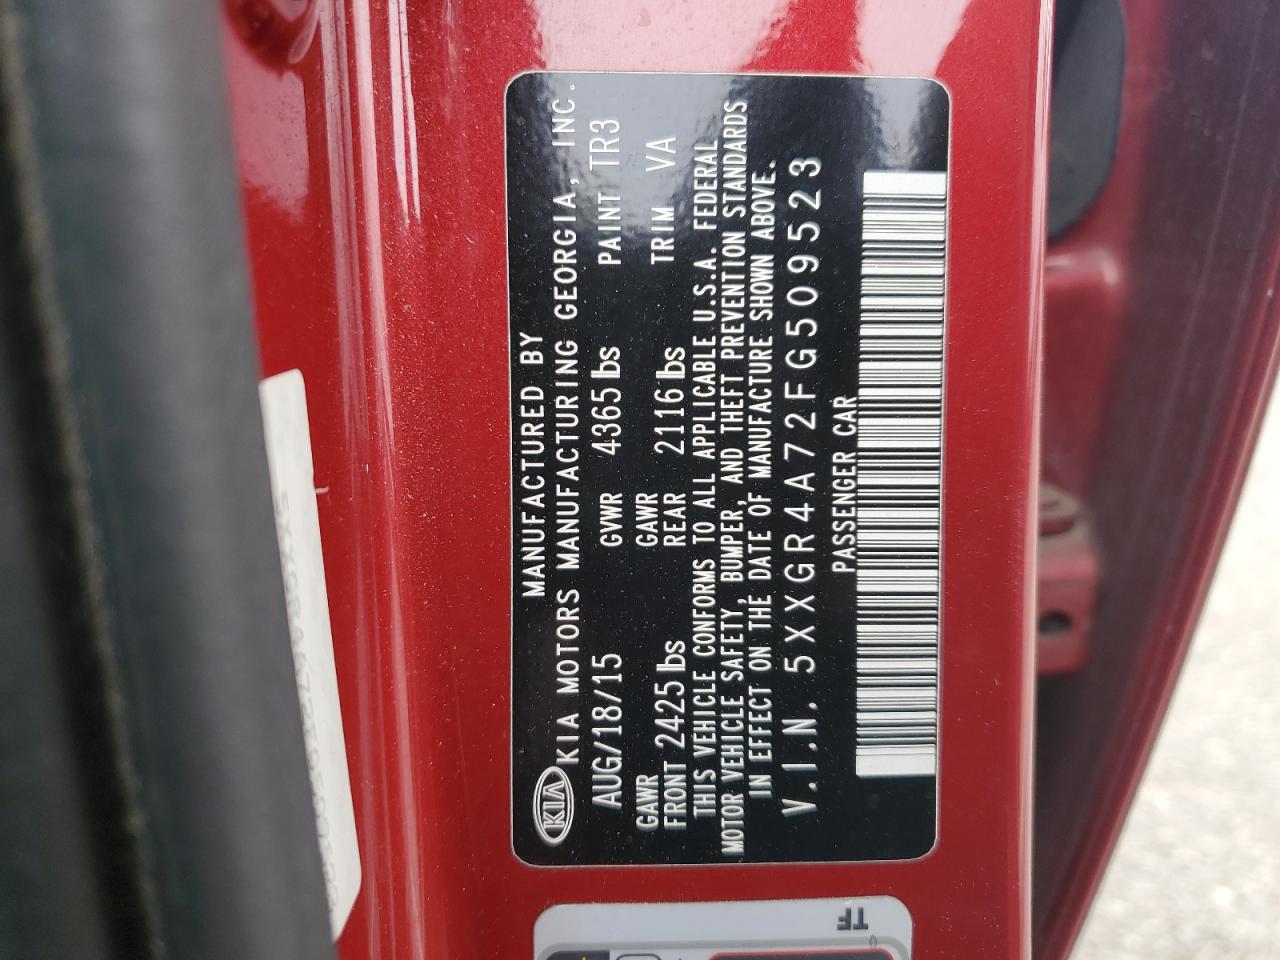 KIA
MANUFACTURED BY
KIA MOTORS MANUFACTURING GEORGIA, INC.
AUG/18/15 GVWR 4365 lbs PAINT TR3
GAWR FRONT 2425 lbs GAWR REAR 2116 lbs TRIM VA
THIS VEHICLE CONFORMS TO ALL APPLICABLE U.S.A. FEDERAL
MOTOR VEHICLE SAFETY, BUMPER, AND THEFT PREVENTION STANDARDS
IN EFFECT ON THE DATE OF MANUFACTURE SHOWN ABOVE.
V.I.N. 5XXGR4A72FG509523
PASSENGER CAR
TF